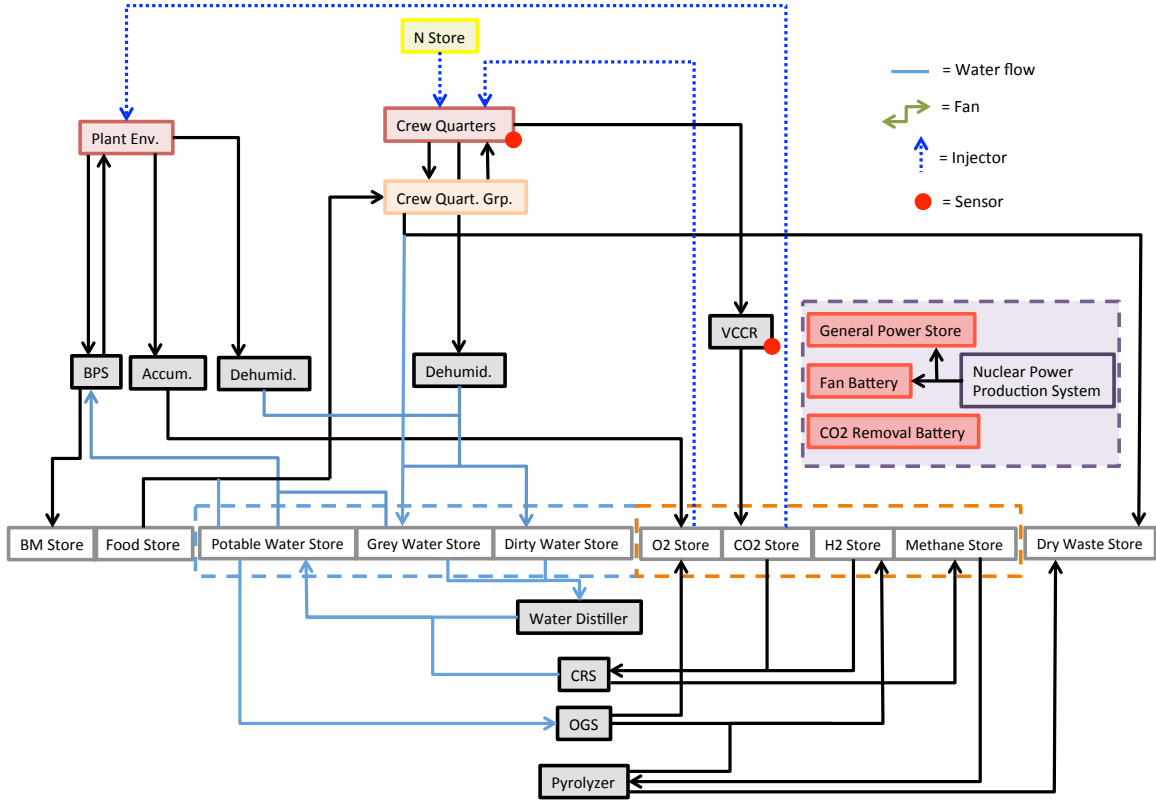 N Store
= Water flow
= Fan
= Injector
= Sensor
Plant Env.
Crew Quarters
Crew Quart. Grp.
VCCR
General Power Store
Fan Battery
Nuclear Power
Production System
CO2 Removal Battery
BPS
Accum.
Dehumid.
Dehumid.
BM Store
Food Store
Potable Water Store
Grey Water Store
Dirty Water Store
O2 Store
CO2 Store
H2 Store
Methane Store
Dry Waste Store
Water Distiller
CRS
OGS
Pyrolyzer